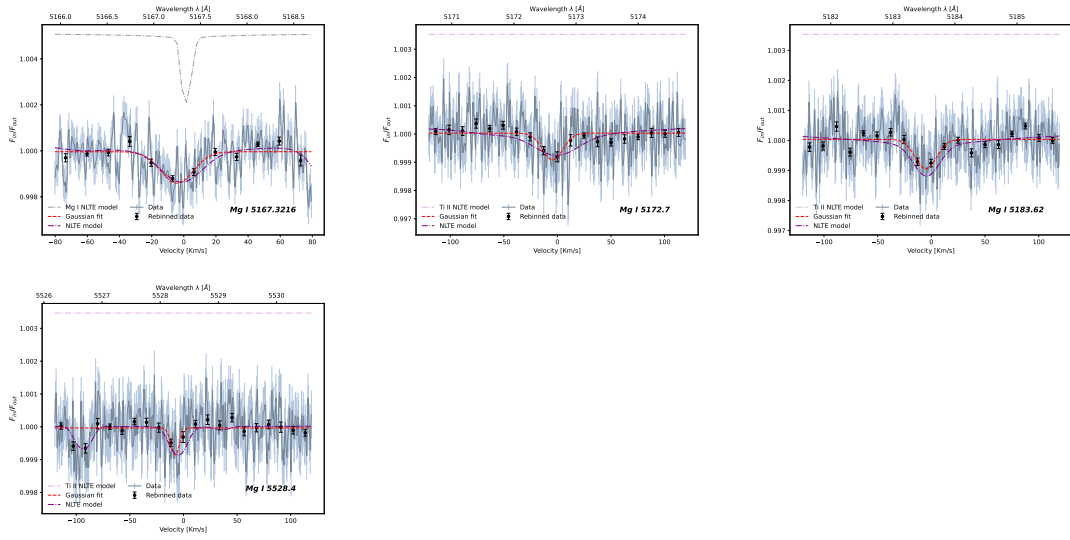 Wavelength λ [Å]
5166.0 5166.5 5167.0 5167.5 5168.0 5168.5
F_in/F_out
1.004
1.002
1.000
0.998
Mg I NLTE model
Gaussian fit
NLTE model
Data
Rebinned data
Mg I 5167.3216
−80 −60 −40 −20 0 20 40 60 80
Velocity [Km/s]
Wavelength λ [Å]
5171 5172 5173 5174
F_in/F_out
1.003
1.002
1.001
1.000
0.999
0.998
0.997
Ti II NLTE model
Gaussian fit
NLTE model
Data
Rebinned data
Mg I 5172.7
−100 −50 0 50 100
Velocity [Km/s]
Wavelength λ [Å]
5182 5183 5184 5185
F_in/F_out
1.003
1.002
1.001
1.000
0.999
0.998
0.997
Ti II NLTE model
Gaussian fit
NLTE model
Data
Rebinned data
Mg I 5183.62
−100 −50 0 50 100
Velocity [Km/s]
Wavelength λ [Å]
5526 5527 5528 5529 5530
F_in/F_out
1.003
1.002
1.001
1.000
0.999
0.998
Ti II NLTE model
Gaussian fit
NLTE model
Data
Rebinned data
Mg I 5528.4
−100 −50 0 50 100
Velocity [Km/s]